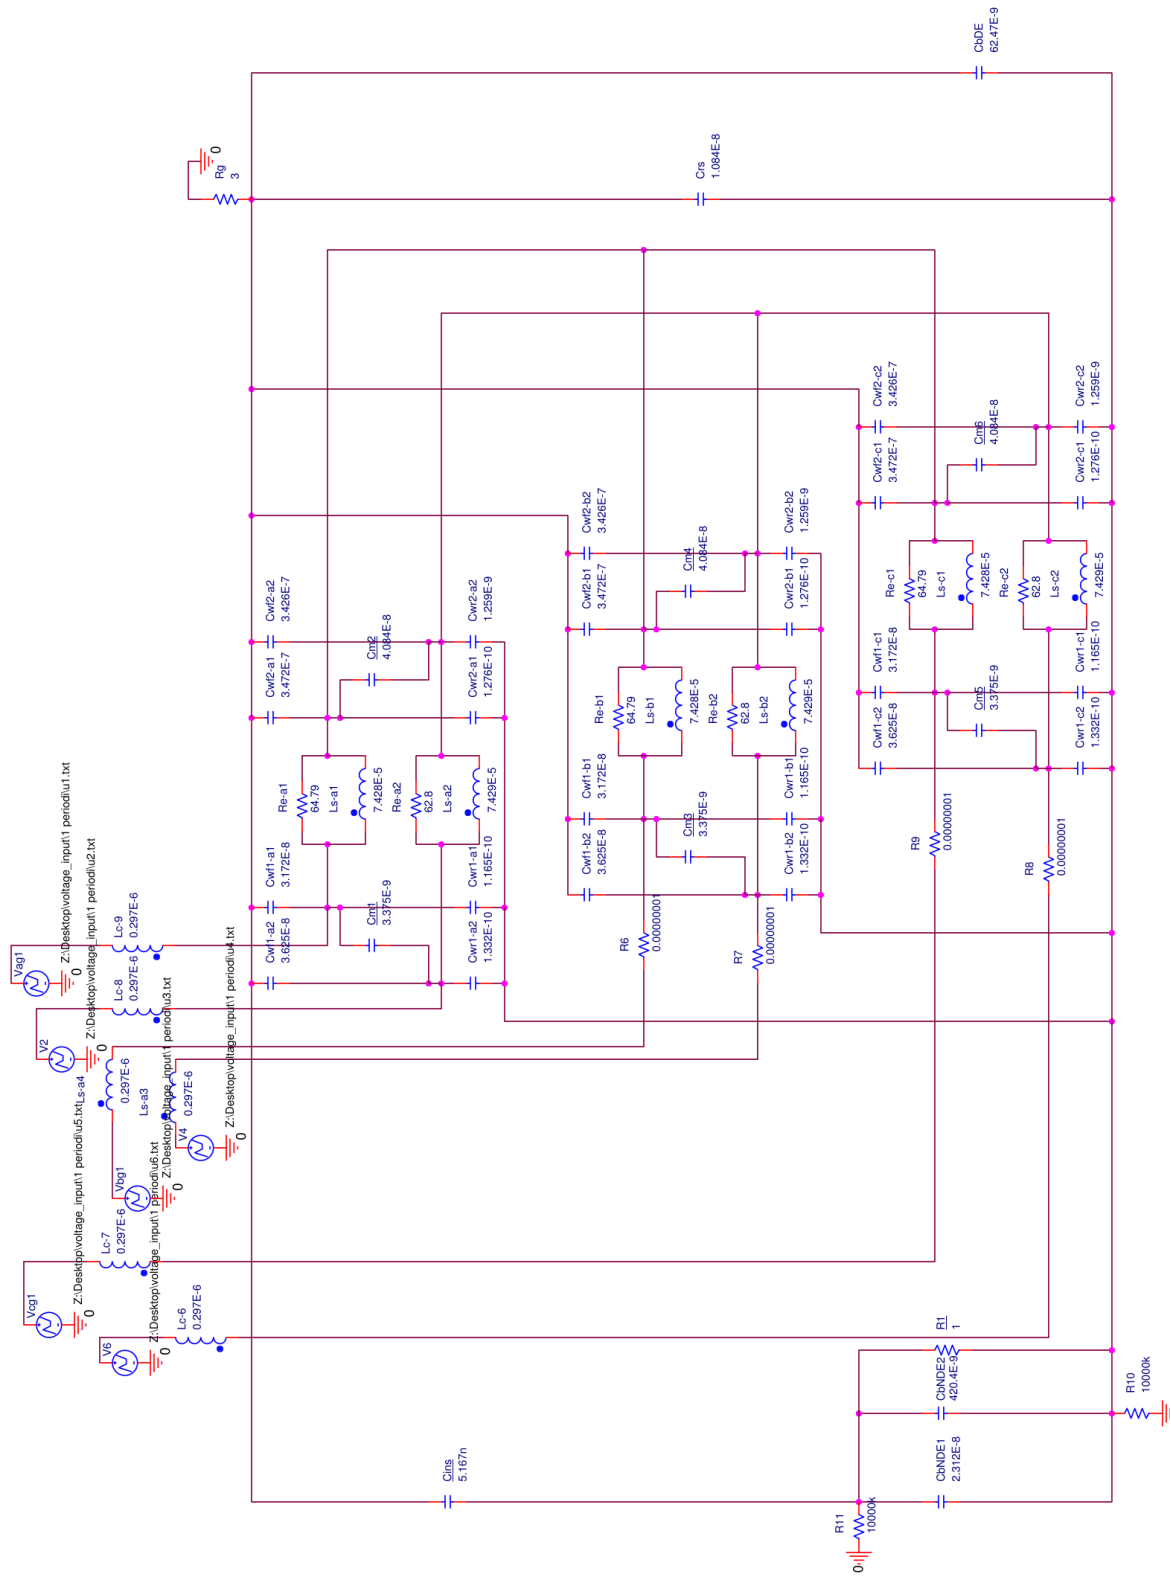 CbDE
62.47E-9
0
Rg
3
Crs
1.084E-8
Cwf2-c2
3.426E-7
Cwr2-c2
1.259E-9
Cwf2-c1
3.472E-7
Cm6
4.084E-8
Cwr2-c1
1.276E-10
Cwf2-b2
3.426E-7
Cwr2-b2
1.259E-9
Cwf2-b1
3.472E-7
Cm4
4.084E-8
Cwr2-b1
1.276E-10
Cwf2-a2
3.426E-7
Cwr2-a2
1.259E-9
Cwf2-a1
3.472E-7
Cm2
4.084E-8
Cwr2-a1
1.276E-10
Re-c1
64.79
Ls-c1
7.428E-5
Re-c2
62.8
Ls-c2
7.429E-5
Re-b1
64.79
Ls-b1
7.428E-5
Re-b2
62.8
Ls-b2
7.429E-5
Re-a1
64.79
Ls-a1
7.428E-5
Re-a2
62.8
Ls-a2
7.429E-5
Cwf1-c1
3.172E-8
Cwr1-c1
1.165E-10
Cwf1-c2
3.625E-8
Cm5
3.375E-9
Cwr1-c2
1.332E-10
Cwf1-b1
3.172E-8
Cwr1-b1
1.165E-10
Cwf1-b2
3.625E-8
Cm3
3.375E-9
Cwr1-b2
1.332E-10
Cwf1-a1
3.172E-8
Cwr1-a1
1.165E-10
Cwf1-a2
3.625E-8
Cm1
3.375E-9
Cwr1-a2
1.332E-10
R9
0.00000001
R8
0.00000001
R6
0.00000001
R7
0.00000001
Vag1
Z:\Desktop\voltage_input\1 periodi\u1.txt
0
Lc-9
0.297E-6
V2
Z:\Desktop\voltage_input\1 periodi\u2.txt
0
Lc-8
0.297E-6
Ls-a4
0.297E-6
Ls-a3
0.297E-6
Vbg1
Z:\Desktop\voltage_input\1 periodi\u3.txt
0
V4
Z:\Desktop\voltage_input\1 periodi\u4.txt
0
Vcg1
Z:\Desktop\voltage_input\1 periodi\u5.txt
0
Lc-7
0.297E-6
V6
Z:\Desktop\voltage_input\1 periodi\u6.txt
0
Lc-6
0.297E-6
R1
1
CbNDE2
420.4E-9
R10
10000k
Cins
5.167n
CbNDE1
2.312E-8
R11
10000k
0